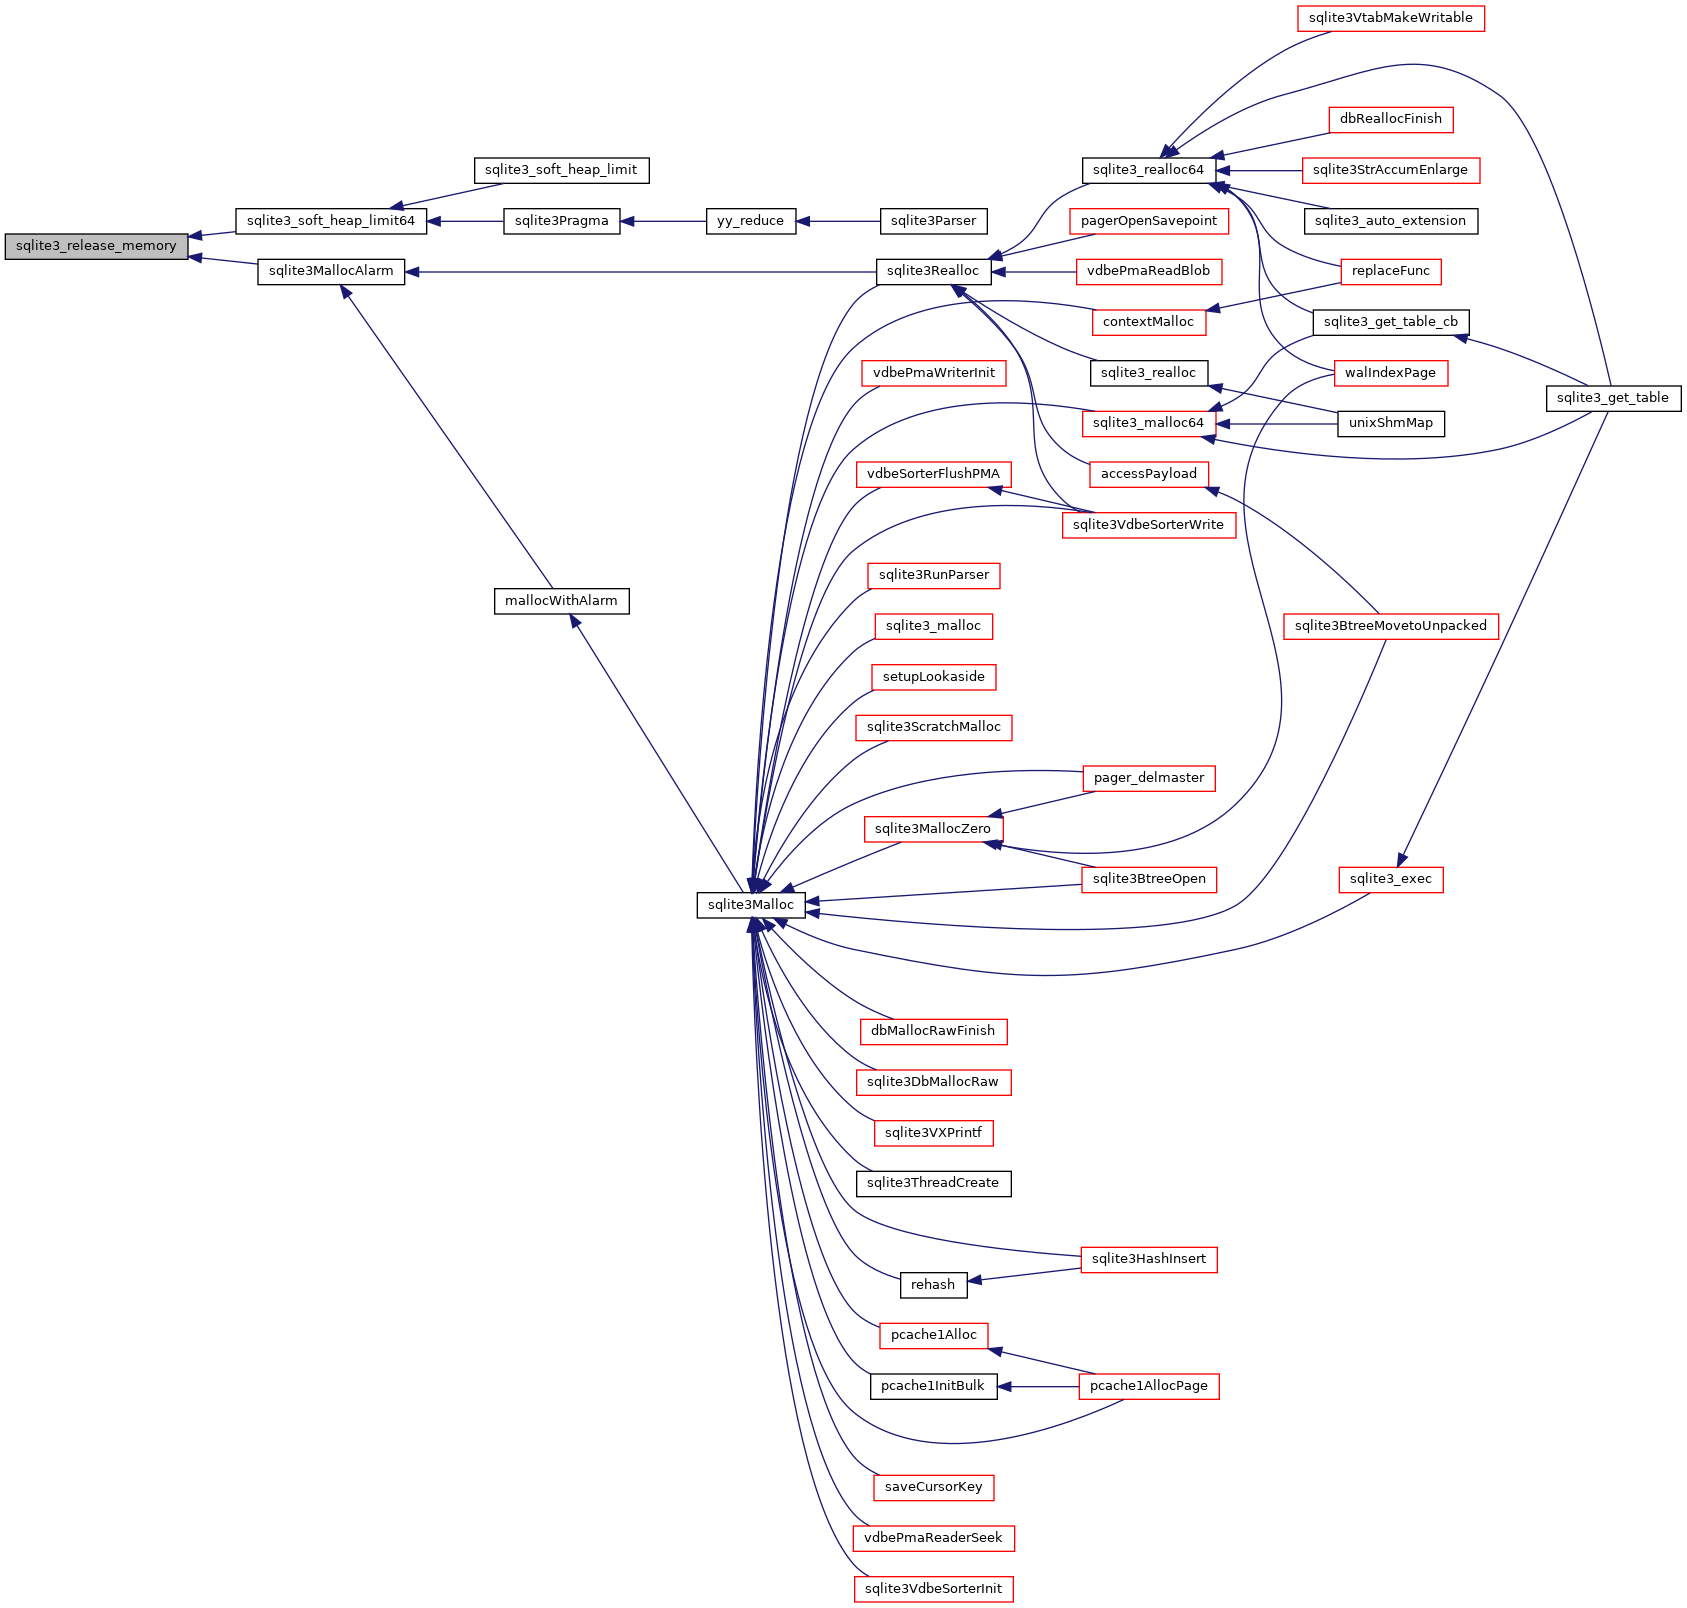 sqlite3VtabMakeWritable
dbReallocFinish
sqlite3_soft_heap_limit
sqlite3_realloc64
sqlite3StrAccumEnlarge
sqlite3_soft_heap_limit64
sqlite3Pragma
yy_reduce
sqlite3Parser
pagerOpenSavepoint
sqlite3_auto_extension
sqlite3_release_memory
sqlite3MallocAlarm
sqlite3Realloc
vdbePmaReadBlob
replaceFunc
contextMalloc
sqlite3_get_table_cb
vdbePmaWriterInit
sqlite3_realloc
walIndexPage
sqlite3_get_table
sqlite3_malloc64
unixShmMap
vdbeSorterFlushPMA
accessPayload
sqlite3VdbeSorterWrite
sqlite3RunParser
mallocWithAlarm
sqlite3_malloc
sqlite3BtreeMovetoUnpacked
setupLookaside
sqlite3ScratchMalloc
pager_delmaster
sqlite3MallocZero
sqlite3BtreeOpen
sqlite3_exec
sqlite3Malloc
dbMallocRawFinish
sqlite3DbMallocRaw
sqlite3VXPrintf
sqlite3ThreadCreate
sqlite3HashInsert
rehash
pcache1Alloc
pcache1InitBulk
pcache1AllocPage
saveCursorKey
vdbePmaReaderSeek
sqlite3VdbeSorterInit